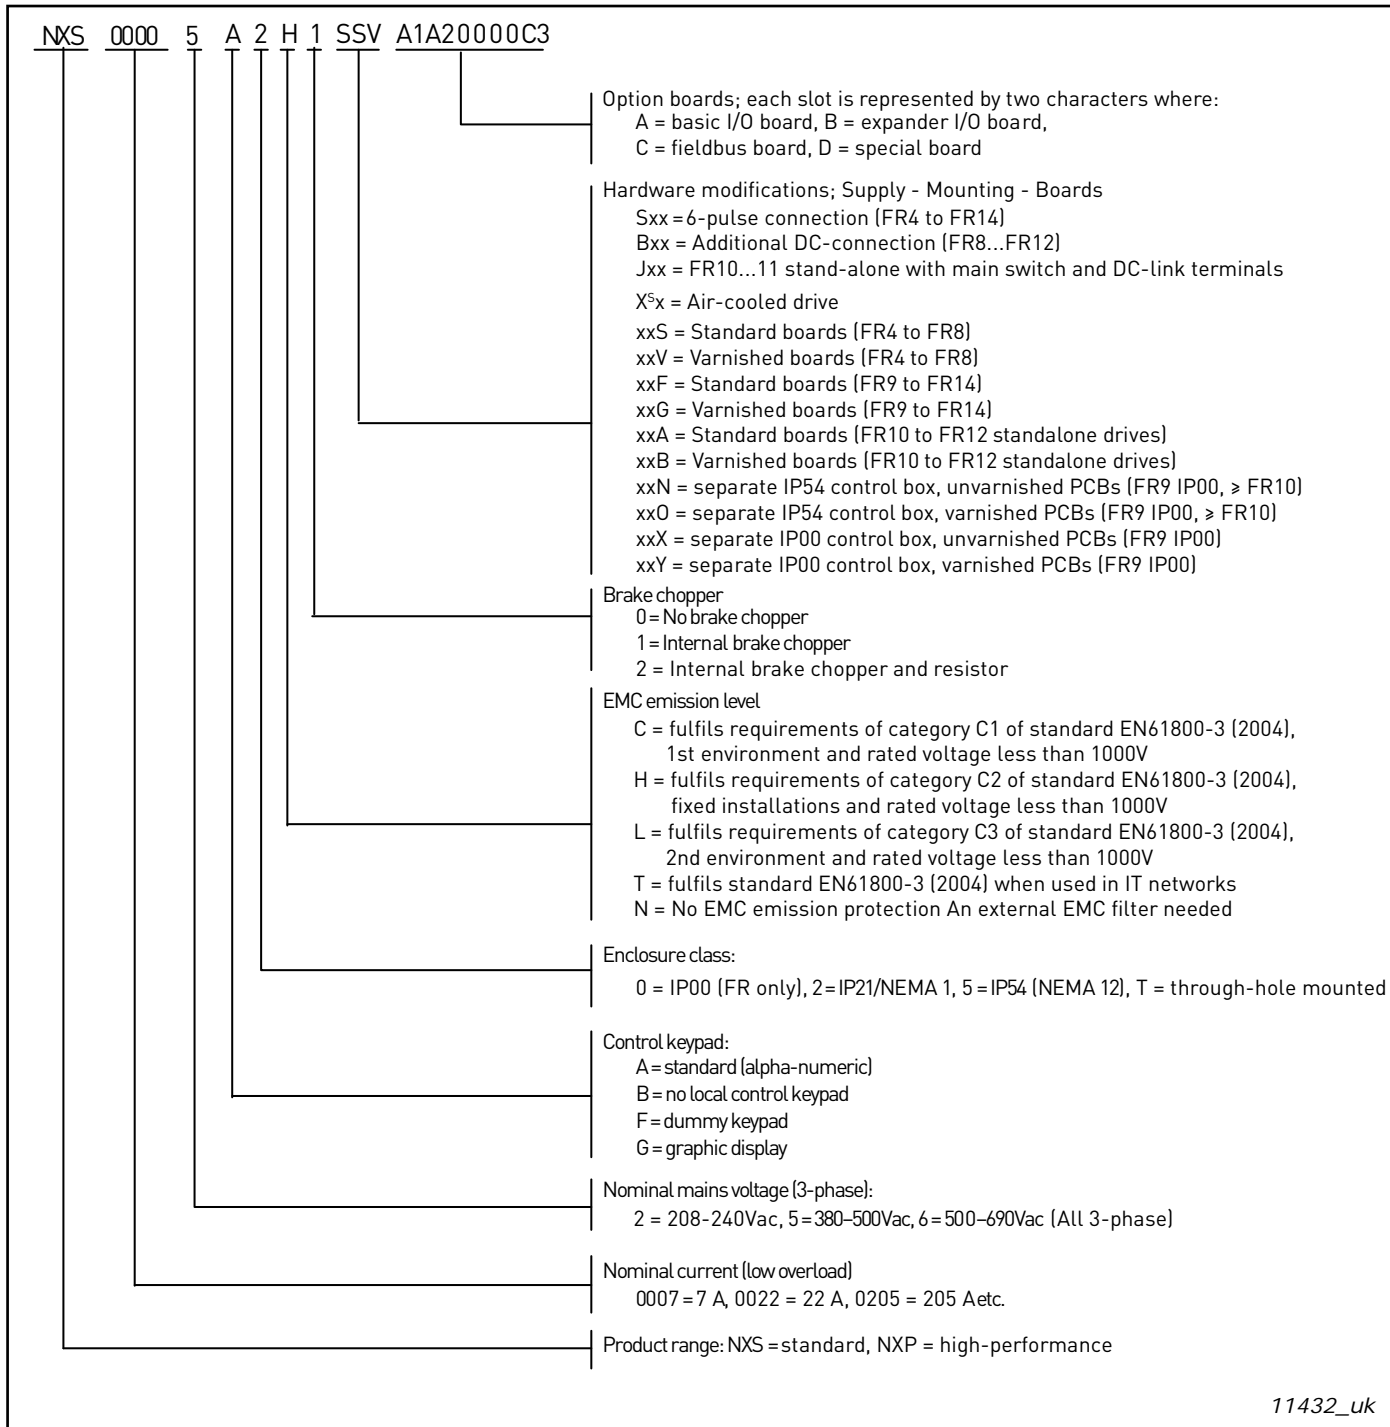 NXS 0000 5 A 2 H 1 SSV A1A20000C3
Option boards; each slot is represented by two characters where:
A = basic I/O board, B = expander I/O board,
C = fieldbus board, D = special board
Hardware modifications; Supply - Mounting - Boards
Sxx = 6-pulse connection (FR4 to FR14)
Bxx = Additional DC-connection (FR8...FR12)
Jxx = FR10...11 stand-alone with main switch and DC-link terminals
XSx = Air-cooled drive
xxS = Standard boards (FR4 to FR8)
xxV = Varnished boards (FR4 to FR8)
xxF = Standard boards (FR9 to FR14)
xxG = Varnished boards (FR9 to FR14)
xxA = Standard boards (FR10 to FR12 standalone drives)
xxB = Varnished boards (FR10 to FR12 standalone drives)
xxN = separate IP54 control box, unvarnished PCBs (FR9 IP00, ≥ FR10)
xxO = separate IP54 control box, varnished PCBs (FR9 IP00, ≥ FR10)
xxX = separate IP00 control box, unvarnished PCBs (FR9 IP00)
xxY = separate IP00 control box, varnished PCBs (FR9 IP00)
Brake chopper
0 = No brake chopper
1 = Internal brake chopper
2 = Internal brake chopper and resistor
EMC emission level
C = fulfils requirements of category C1 of standard EN61800-3 (2004),
1st environment and rated voltage less than 1000V
H = fulfils requirements of category C2 of standard EN61800-3 (2004),
fixed installations and rated voltage less than 1000V
L = fulfils requirements of category C3 of standard EN61800-3 (2004),
2nd environment and rated voltage less than 1000V
T = fulfils standard EN61800-3 (2004) when used in IT networks
N = No EMC emission protection An external EMC filter needed
Enclosure class:
0 = IP00 (FR only), 2 = IP21/NEMA 1, 5 = IP54 (NEMA 12), T = through-hole mounted
Control keypad:
A = standard (alpha-numeric)
B = no local control keypad
F = dummy keypad
G = graphic display
Nominal mains voltage (3-phase):
2 = 208-240Vac, 5 = 380–500Vac, 6 = 500–690Vac (All 3-phase)
Nominal current (low overload)
0007 = 7 A, 0022 = 22 A, 0205 = 205 Aetc.
Product range: NXS = standard, NXP = high-performance
11432_uk